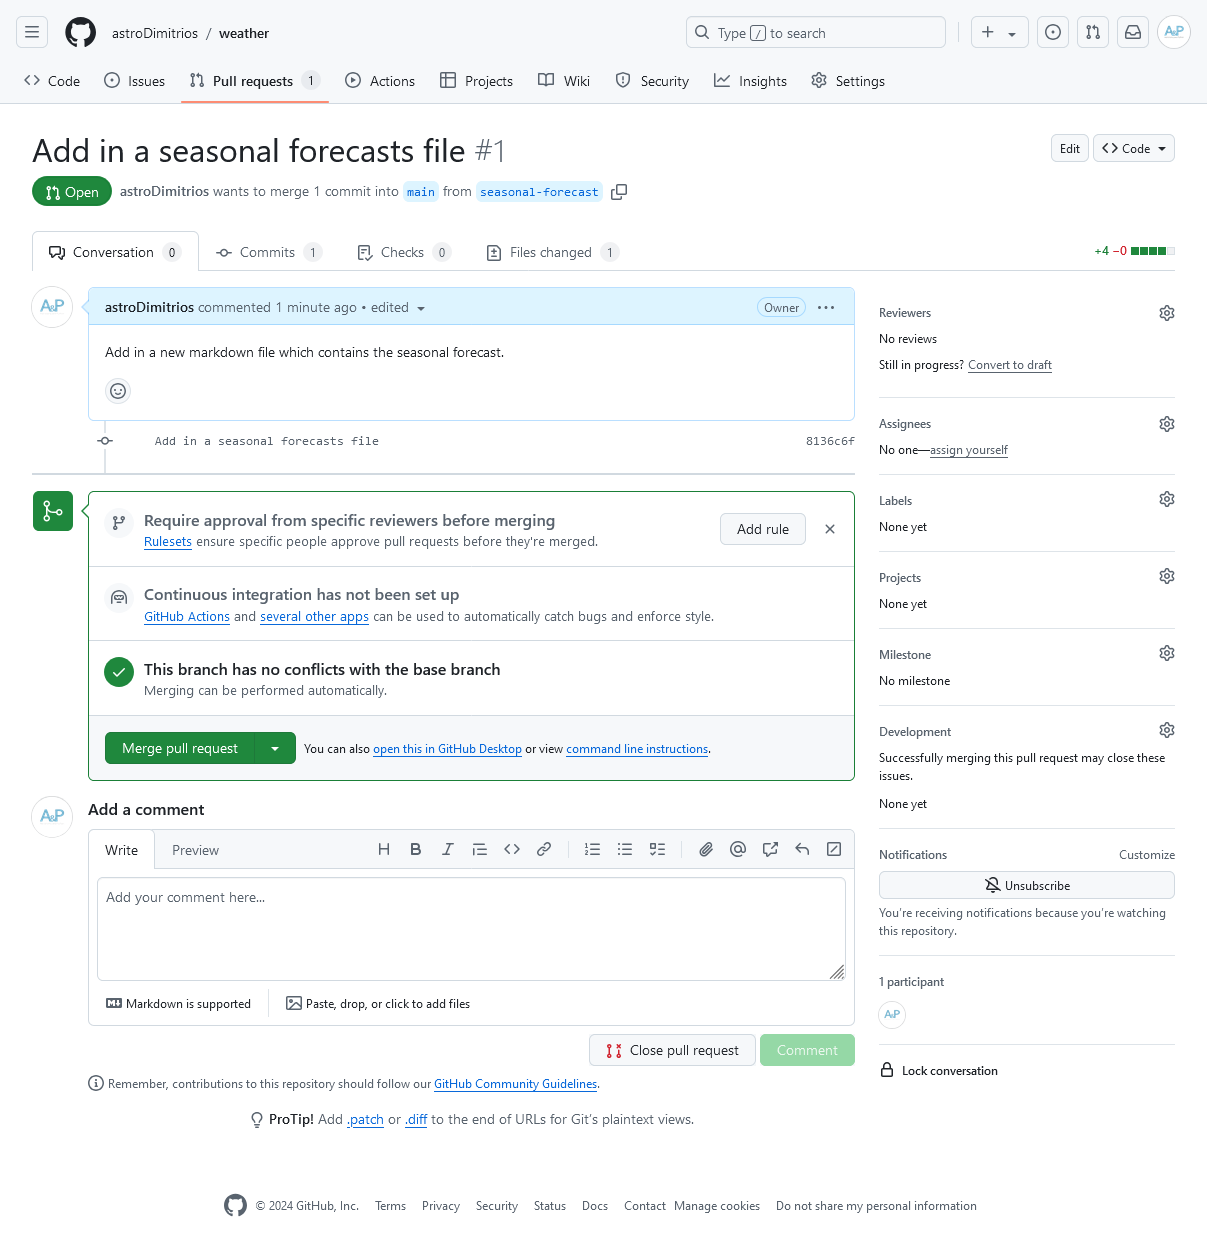 astroDimitrios / weather
Type / to search
A&P
Code
Issues
Pull requests 1
Actions
Projects
Wiki
Security
Insights
Settings
Add in a seasonal forecasts file #1
Edit
Code
Open
astroDimitrios wants to merge 1 commit into main from seasonal-forecast
Conversation 0
Commits 1
Checks 0
Files changed 1
+4 −0
A&P
astroDimitrios commented 1 minute ago • edited
Owner
Add in a new markdown file which contains the seasonal forecast.
Add in a seasonal forecasts file
8136c6f
Require approval from specific reviewers before merging
Rulesets ensure specific people approve pull requests before they're merged.
Add rule
Continuous integration has not been set up
GitHub Actions and several other apps can be used to automatically catch bugs and enforce style.
This branch has no conflicts with the base branch
Merging can be performed automatically.
Merge pull request
You can also open this in GitHub Desktop or view command line instructions.
A&P
Add a comment
Write
Preview
Add your comment here...
Markdown is supported
Paste, drop, or click to add files
Close pull request
Comment
Remember, contributions to this repository should follow our GitHub Community Guidelines.
ProTip! Add .patch or .diff to the end of URLs for Git's plaintext views.
Reviewers
No reviews
Still in progress? Convert to draft
Assignees
No one—assign yourself
Labels
None yet
Projects
None yet
Milestone
No milestone
Development
Successfully merging this pull request may close these
issues.
None yet
Notifications
Customize
Unsubscribe
You're receiving notifications because you're watching
this repository.
1 participant
A&P
Lock conversation
© 2024 GitHub, Inc.
Terms
Privacy
Security
Status
Docs
Contact
Manage cookies
Do not share my personal information